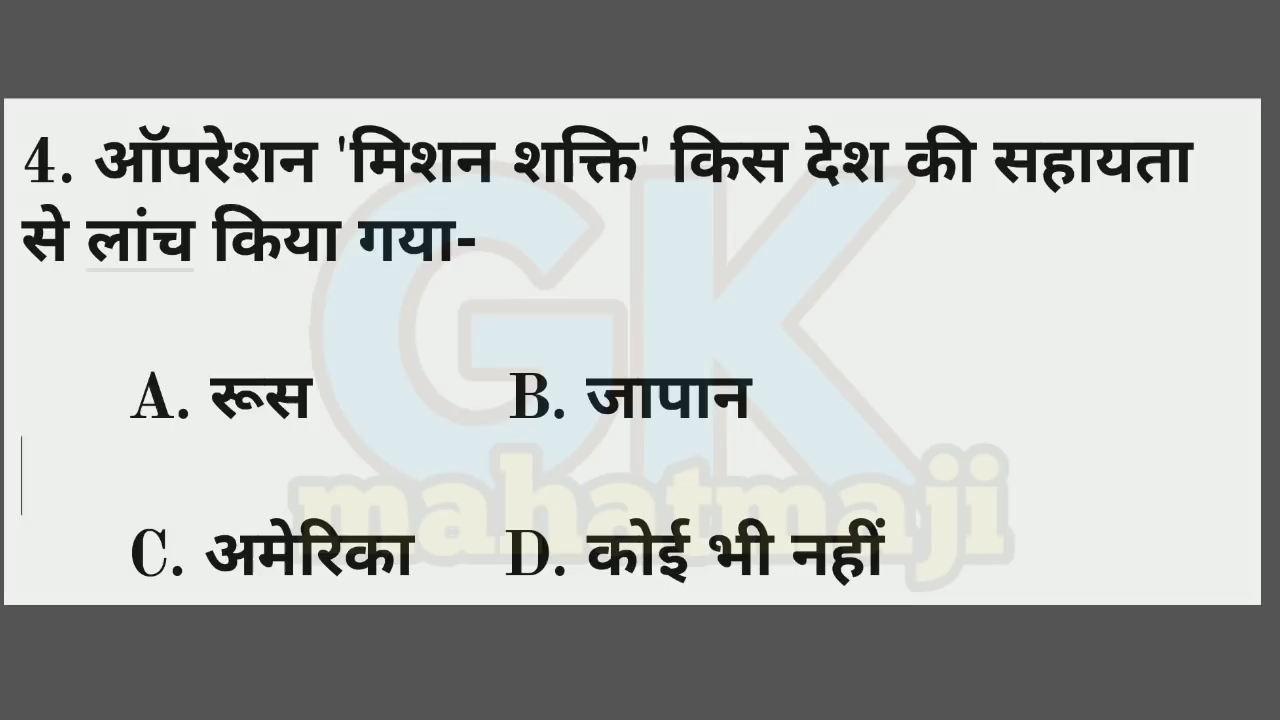 4. ऑपरेशन 'मिशन शक्ति' किस देश की सहायता
से लांच किया गया-
A. रूस B. जापान
C. अमेरिका D. कोई भी नहीं
GK
mahatmaji